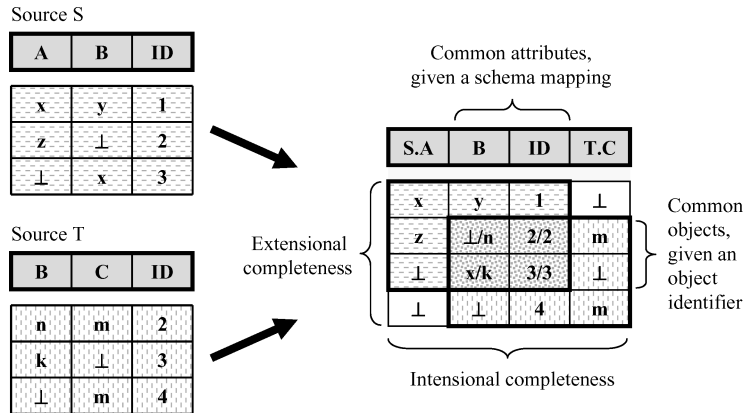 Source S
A B ID
x y 1
z ⊥ 2
⊥ x 3
Source T
B C ID
n m 2
k ⊥ 3
⊥ m 4
Common attributes,
given a schema mapping
S.A B ID T.C
x y 1 ⊥
z ⊥/n 2/2 m
⊥ x/k 3/3 ⊥
⊥ ⊥ 4 m
Extensional
completeness
Common
objects,
given an
object
identifier
Intensional completeness